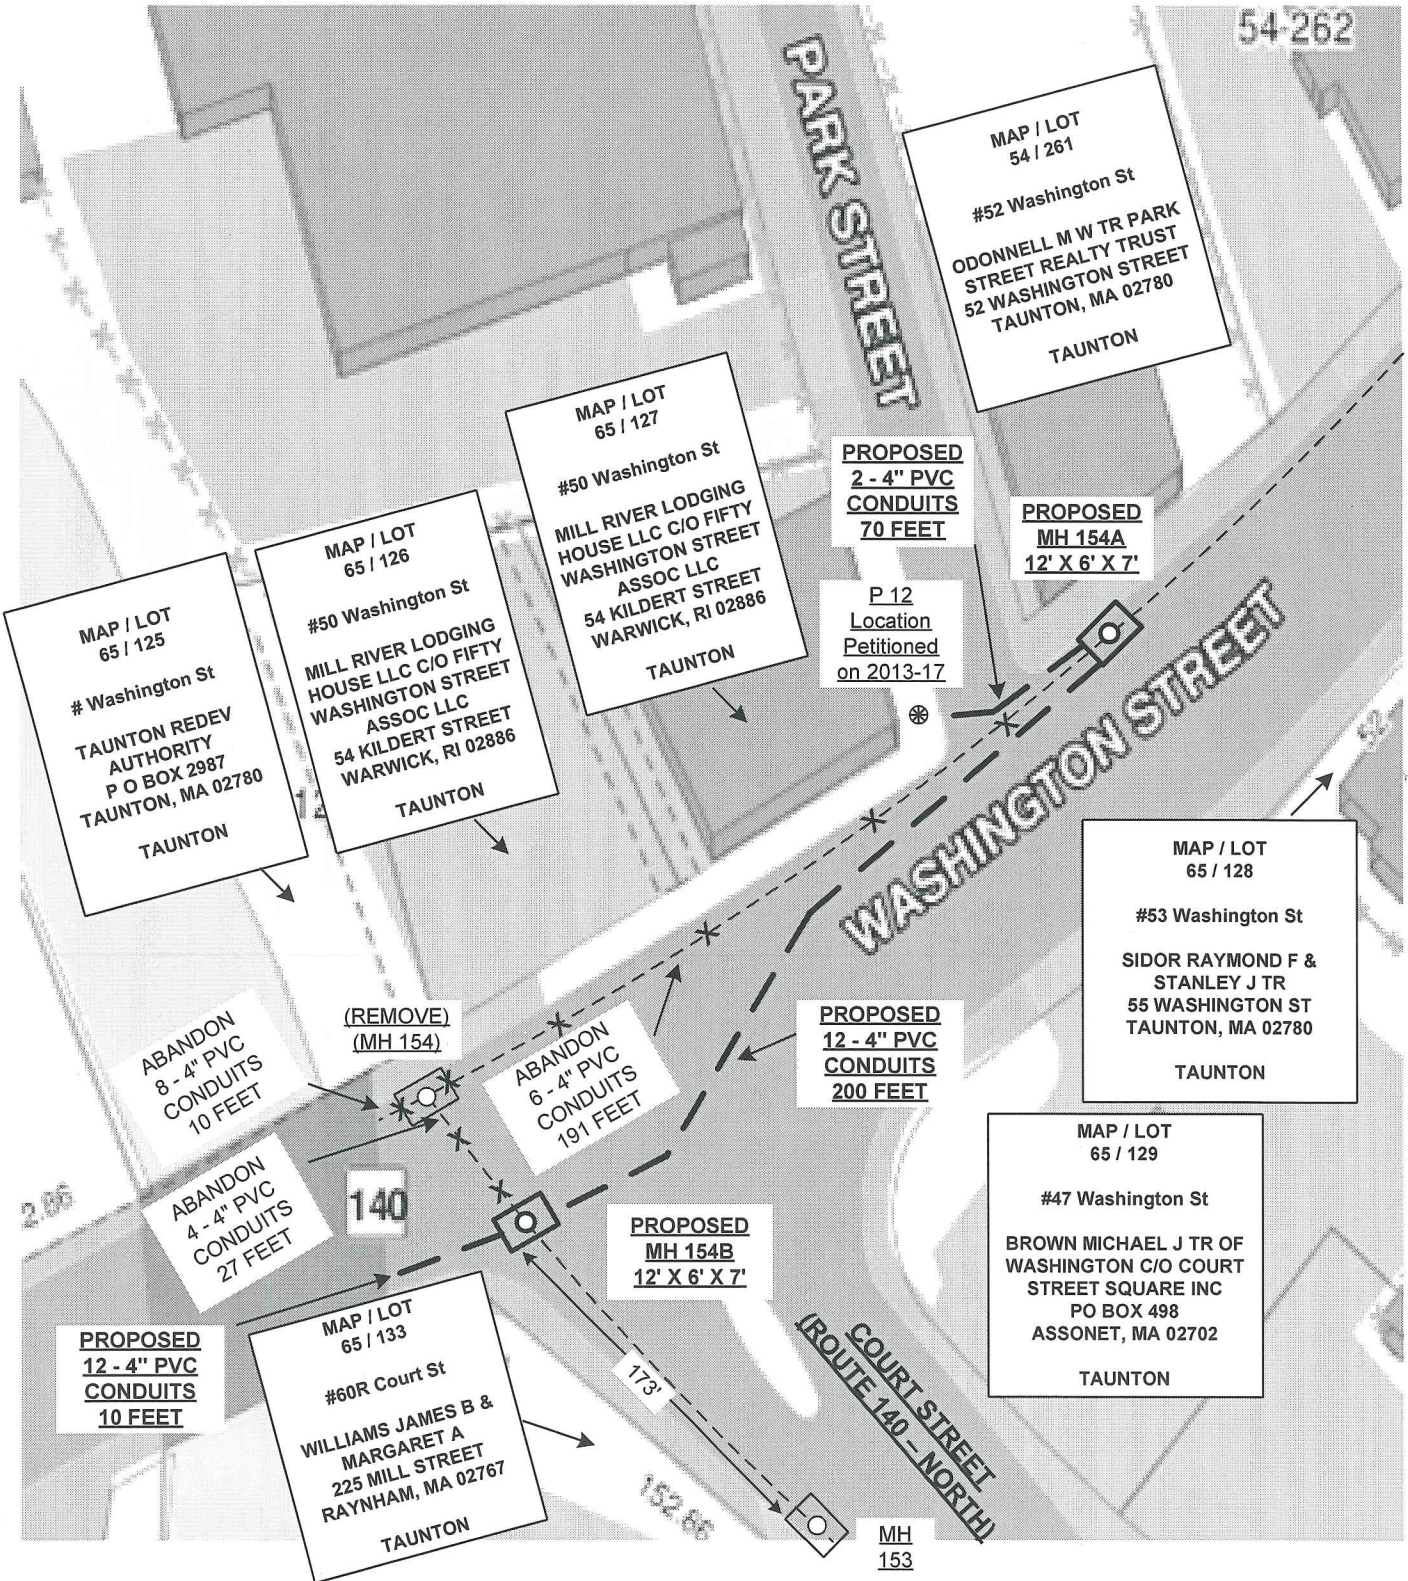 54-262
PARK STREET
MAP / LOT
54 / 261
#52 Washington St
ODONNELL M W TR PARK
STREET REALTY TRUST
52 WASHINGTON STREET
TAUNTON, MA 02780
TAUNTON
MAP / LOT
65 / 127
#50 Washington St
MILL RIVER LODGING
HOUSE LLC C/O FIFTY
WASHINGTON STREET
ASSOC LLC
54 KILDERT STREET
WARWICK, RI 02886
TAUNTON
PROPOSED
2 - 4" PVC
CONDUITS
70 FEET
PROPOSED
MH 154A
12' X 6' X 7'
MAP / LOT
65 / 126
#50 Washington St
MILL RIVER LODGING
HOUSE LLC C/O FIFTY
WASHINGTON STREET
ASSOC LLC
54 KILDERT STREET
WARWICK, RI 02886
TAUNTON
MAP / LOT
65 / 125
# Washington St
TAUNTON REDEV
AUTHORITY
P O BOX 2987
TAUNTON, MA 02780
TAUNTON
P 12
Location
Petitioned
on 2013-17
WASHINGTON STREET
52
MAP / LOT
65 / 128
#53 Washington St
SIDOR RAYMOND F &
STANLEY J TR
55 WASHINGTON ST
TAUNTON, MA 02780
TAUNTON
(REMOVE)
(MH 154)
ABANDON
8 - 4" PVC
CONDUITS
10 FEET
ABANDON
6 - 4" PVC
CONDUITS
191 FEET
PROPOSED
12 - 4" PVC
CONDUITS
200 FEET
MAP / LOT
65 / 129
#47 Washington St
BROWN MICHAEL J TR OF
WASHINGTON C/O COURT
STREET SQUARE INC
PO BOX 498
ASSONET, MA 02702
TAUNTON
ABANDON
4 - 4" PVC
CONDUITS
27 FEET
2.66
140
PROPOSED
MH 154B
12' X 6' X 7'
PROPOSED
12 - 4" PVC
CONDUITS
10 FEET
MAP / LOT
65 / 133
#60R Court St
WILLIAMS JAMES B &
MARGARET A
225 MILL STREET
RAYNHAM, MA 02767
TAUNTON
173'
COURT STREET
(ROUTE 140 – NORTH)
152.66
MH
153